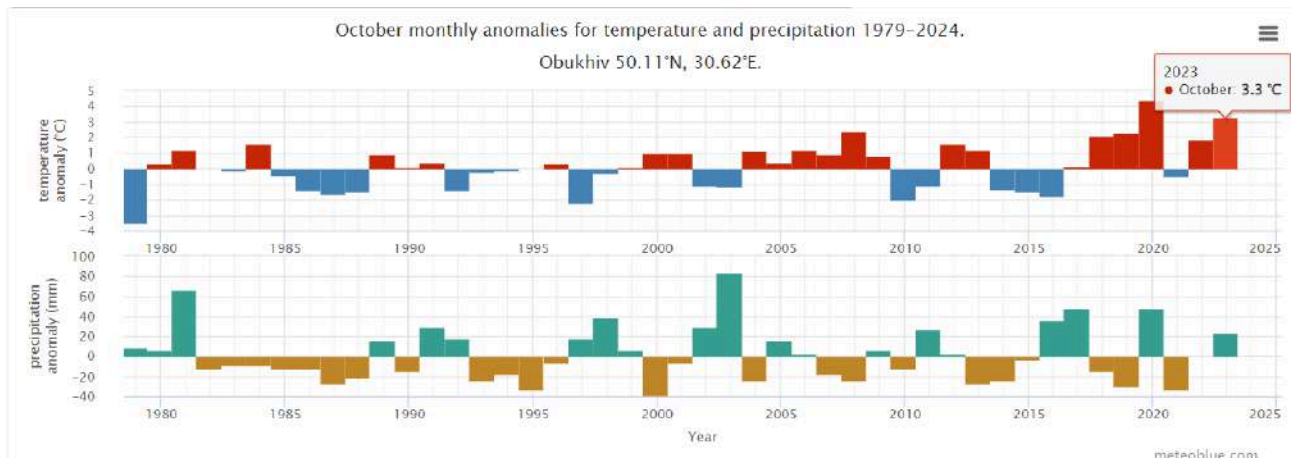 October monthly anomalies for temperature and precipitation 1979–2024.
Obukhiv 50.11°N, 30.62°E.
2023
● October: 3.3 °C
temperature
anomaly (°C)
5
4
3
2
1
0
−1
−2
−3
−4
1980 1985 1990 1995 2000 2005 2010 2015 2020 2025
precipitation
anomaly (mm)
100
80
60
40
20
0
−20
−40
1980 1985 1990 1995 2000 2005 2010 2015 2020 2025
Year
meteoblue.com